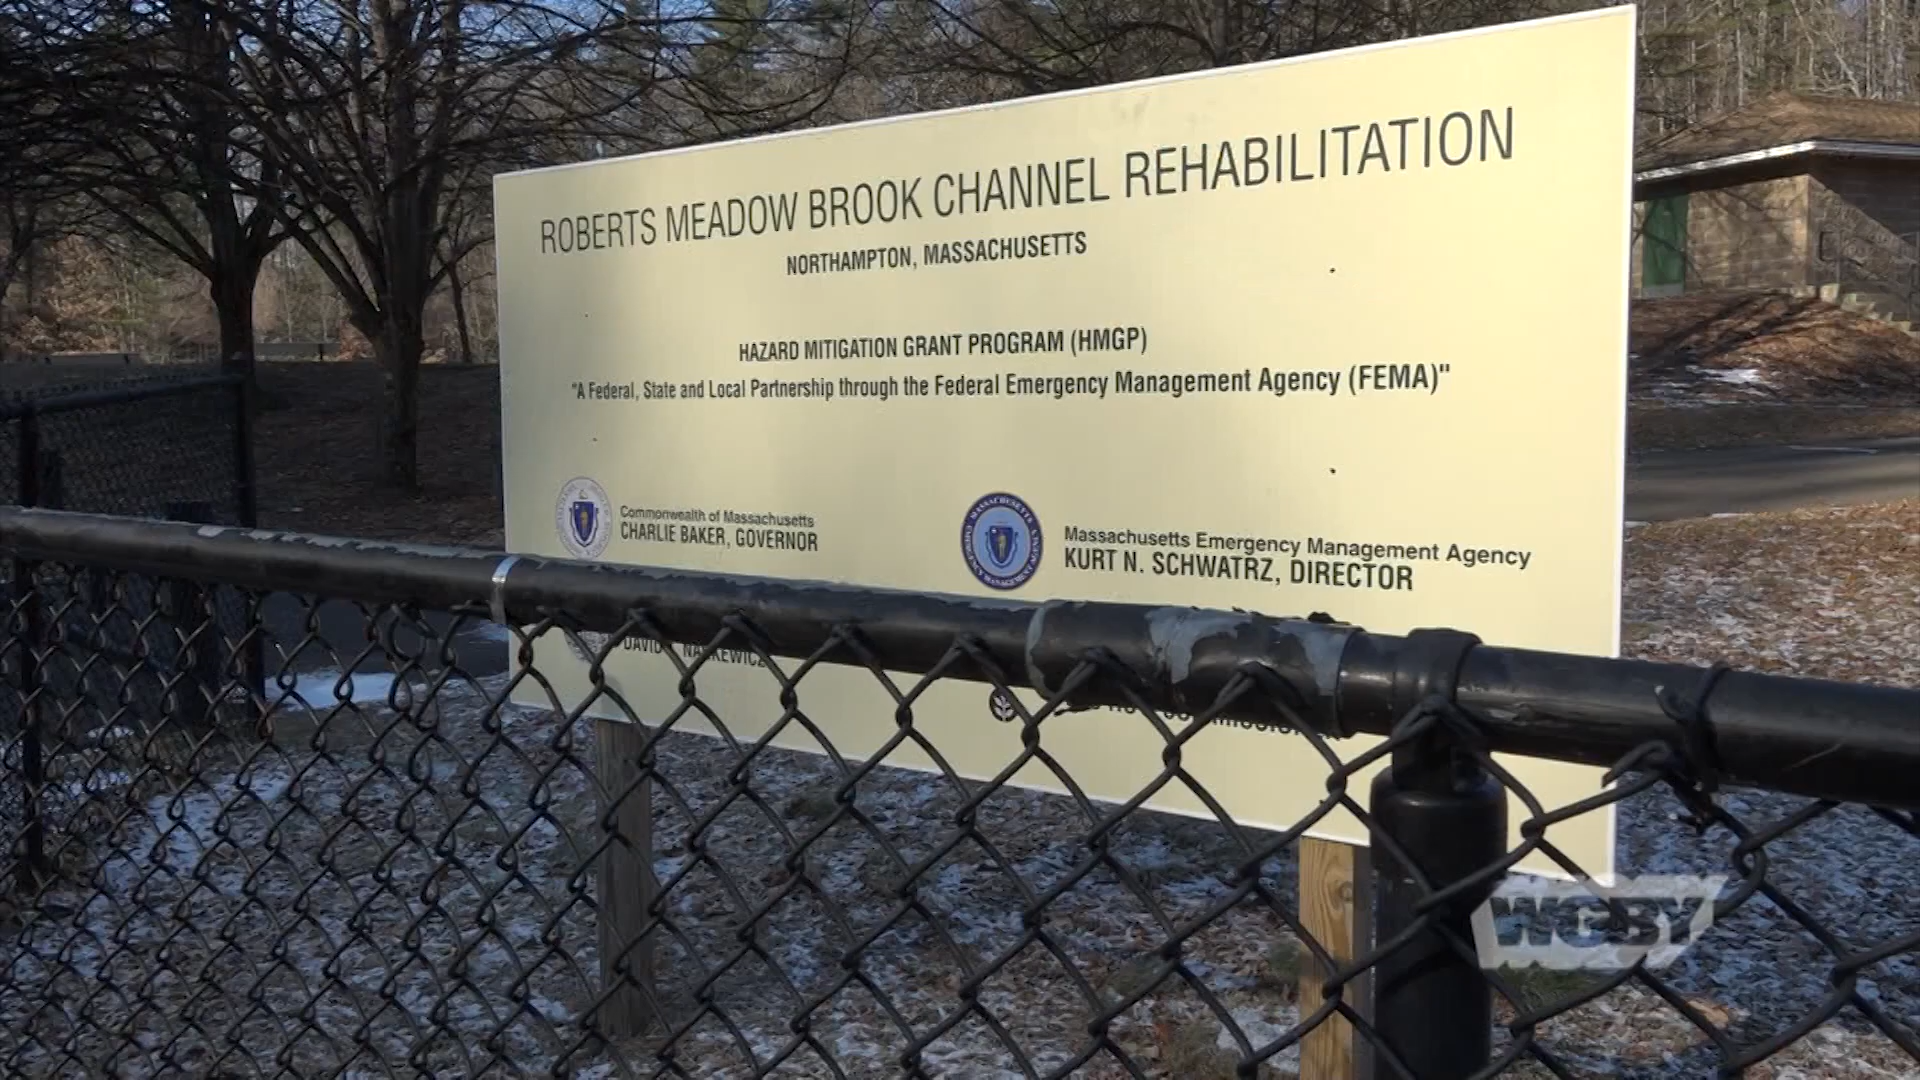 ROBERTS MEADOW BROOK CHANNEL REHABILITATION
NORTHAMPTON, MASSACHUSETTS
HAZARD MITIGATION GRANT PROGRAM (HMGP)
"A Federal, State and Local Partnership through the Federal Emergency Management Agency (FEMA)"
Commonwealth of Massachusetts
CHARLIE BAKER, GOVERNOR
Massachusetts Emergency Management Agency
KURT N. SCHWATRZ, DIRECTOR
DAVID
WGBY